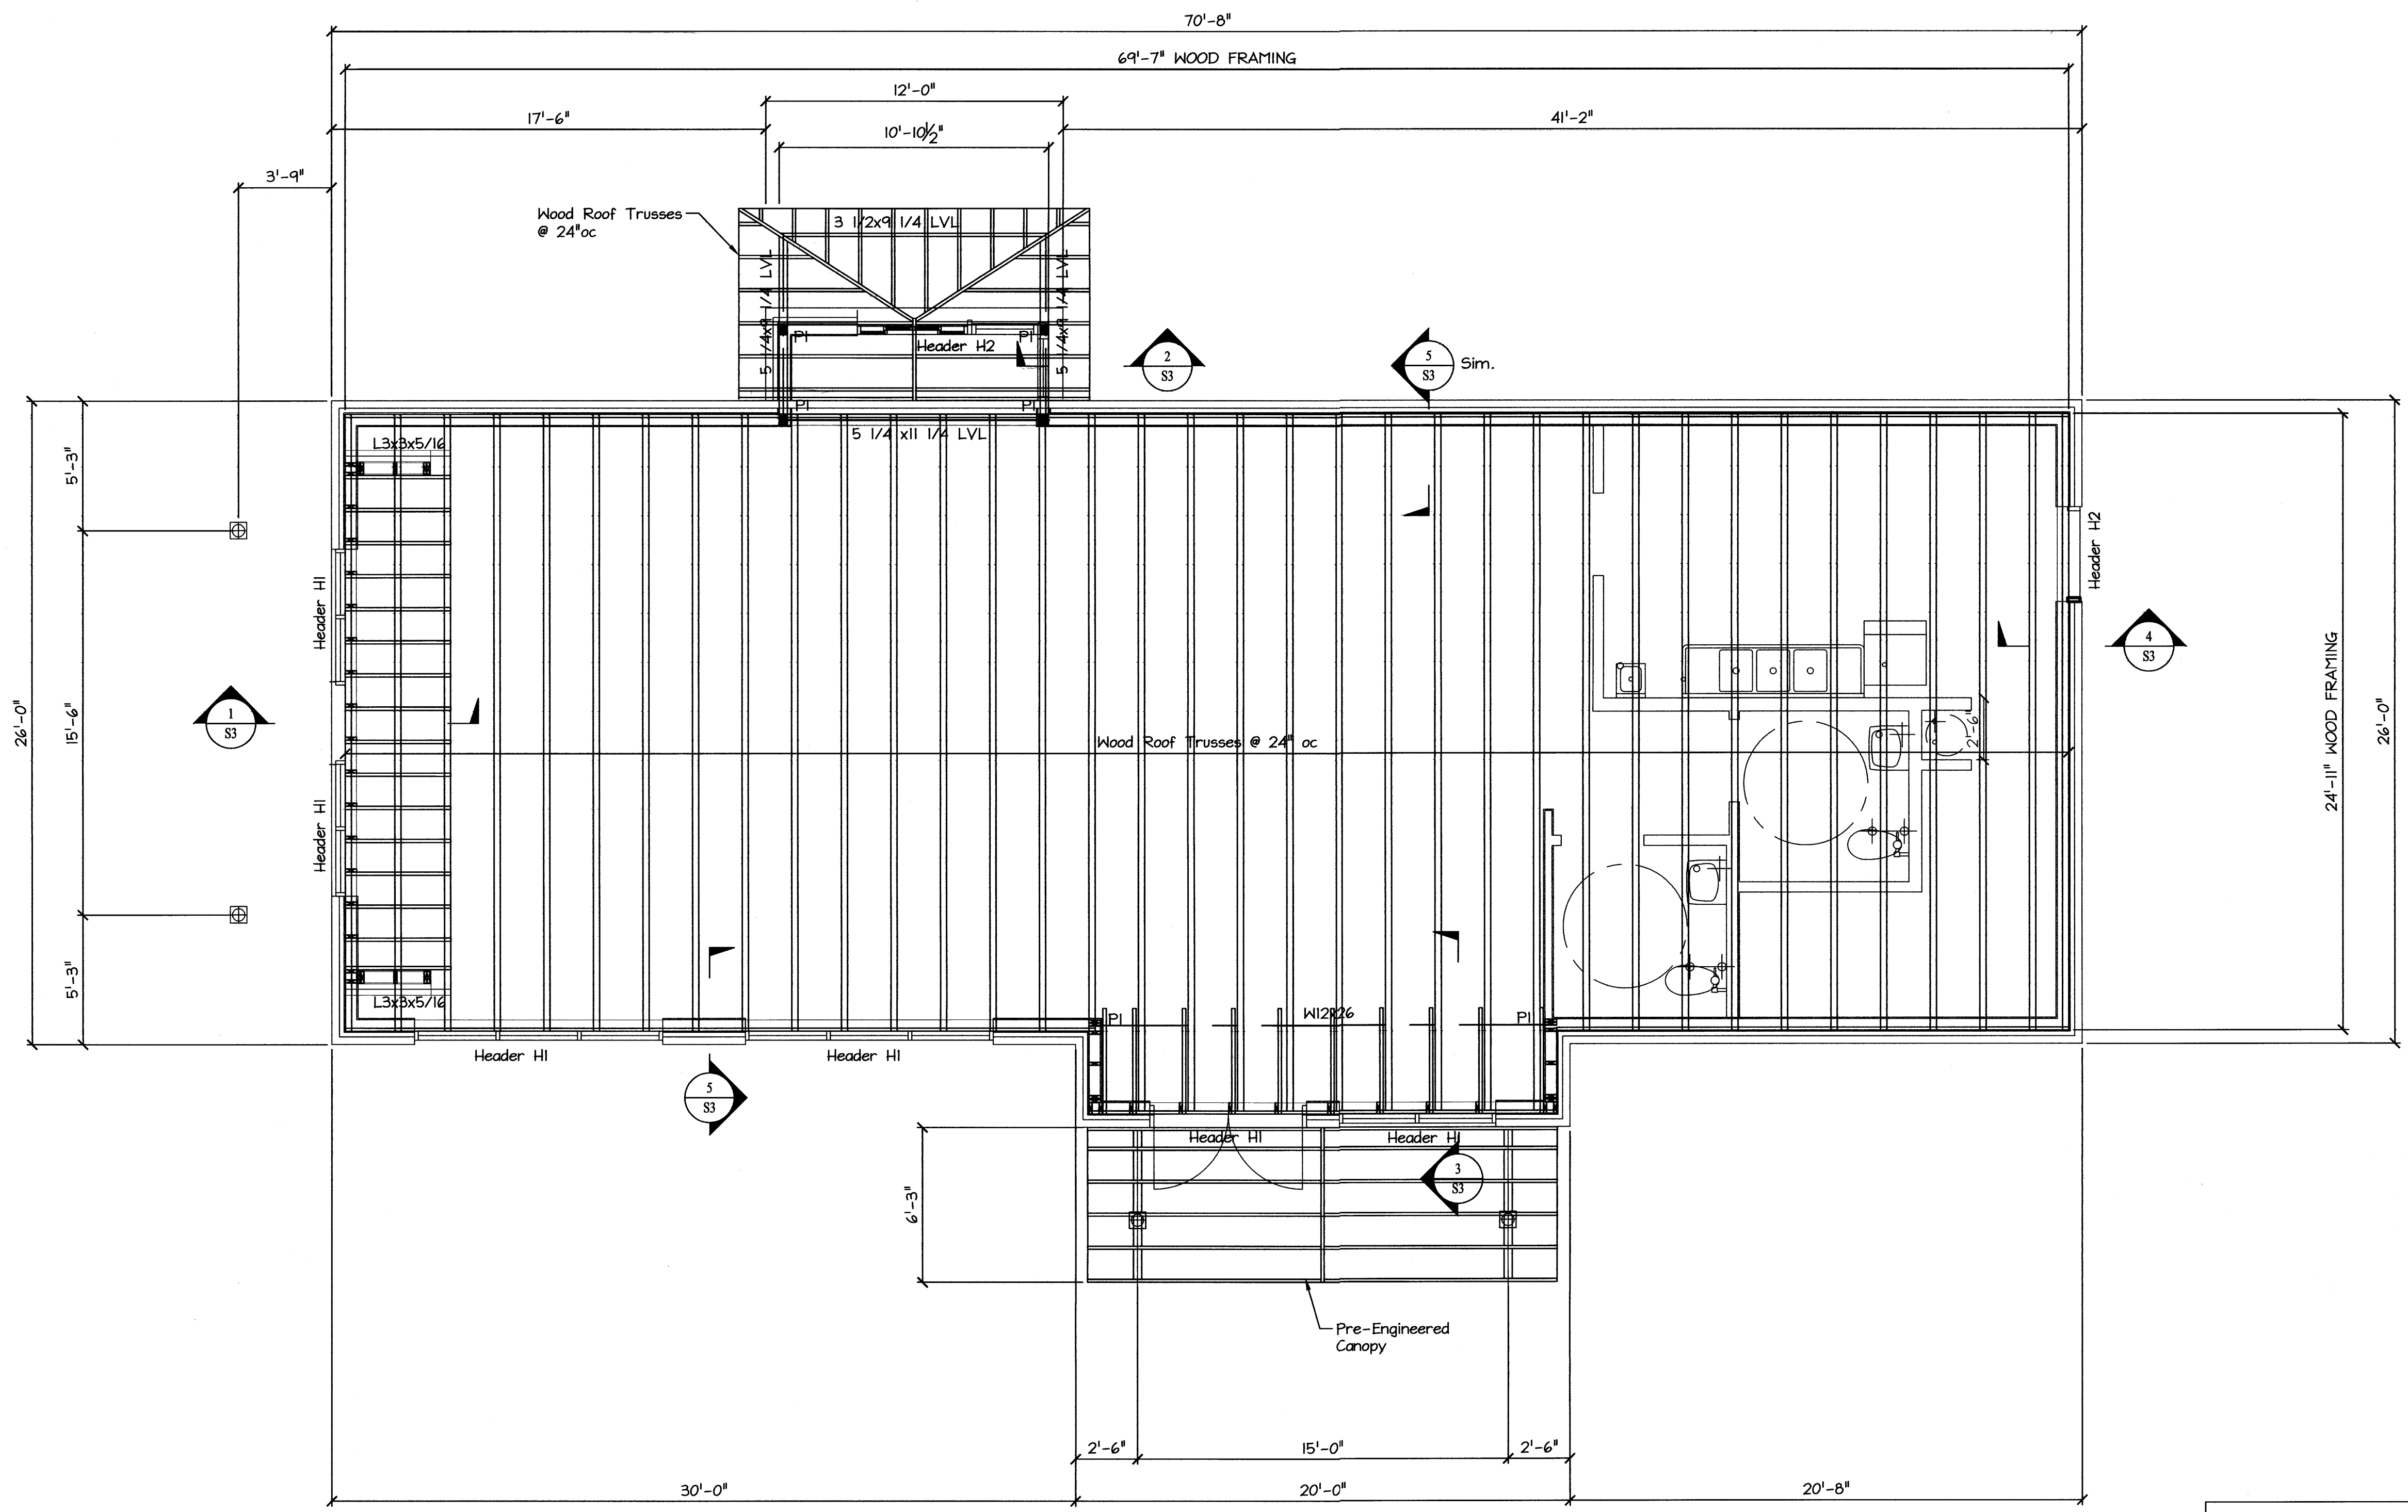 70'-8"
69'-7" WOOD FRAMING
12'-0"
17'-6"
41'-2"
10'-10½"
3'-9"
Wood Roof Trusses
@ 24"oc
3 1/2x9 1/4 LVL
5 1/4x9 1/4 LVL
5 1/4x9 1/4 LVL
P1
P1
Header H2
2
S3
5
S3
Sim.
P1
P1
5 1/4 x11 1/4 LVL
L3x3x5/16
5'-3"
Header H2
Header H1
4
S3
24'-11" WOOD FRAMING
26'-0"
15'-6"
26'-0"
1
S3
2'-6"
Wood Roof Trusses @ 24" oc
Header H1
5'-3"
L3x3x5/16
P1
W12x26
P1
Header H1
Header H1
5
S3
Header H1
Header H1
3
S3
6'-3"
Pre-Engineered
Canopy
2'-6"
15'-0"
2'-6"
30'-0"
20'-0"
20'-8"